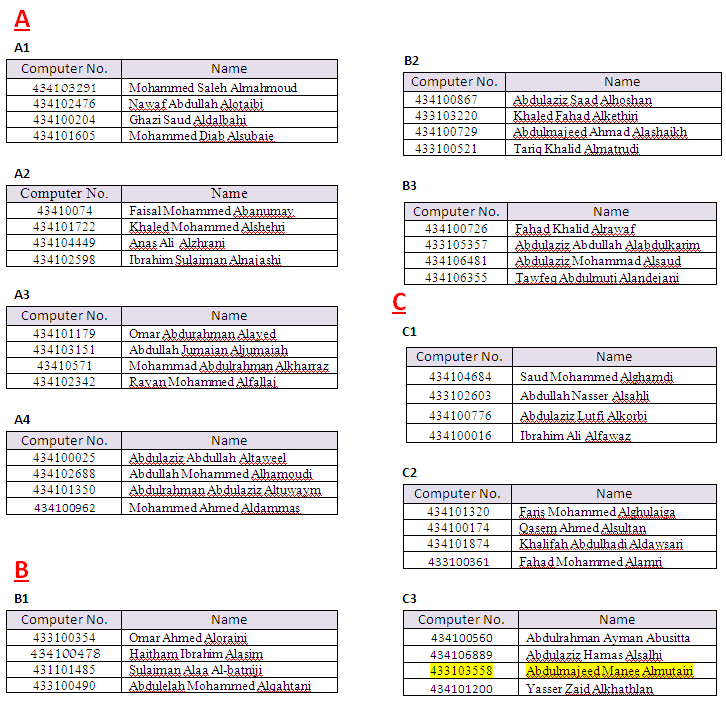 A
A1
Computer No. Name
434103291 Mohammed Saleh Almahmoud
434102476 Nawaf Abdullah Alotaibi
434100204 Ghazi Saud Aldalbahi
434101605 Mohammed Diab Alsubaie
A2
Computer No. Name
43410074 Faisal Mohammed Abanumay
434101722 Khaled Mohammed Alshehri
434104449 Anas Ali Alzhrani
434102598 Ibrahim Sulaiman Alnajashi
A3
Computer No. Name
434101179 Omar Abdurahman Alayed
434103151 Abdullah Jumaian Aljumaiah
43410571 Mohammad Abdulrahman Alkharraz
434102342 Rayan Mohammed Alfallaj
A4
Computer No. Name
434100025 Abdulaziz Abdullah Altaweel
434102688 Abdullah Mohammed Alhamoudi
434101350 Abdulrahman Abdulaziz Altuwaym
434100962 Mohammed Ahmed Aldammas
B
B1
Computer No. Name
433100354 Omar Ahmed Aloraini
434100478 Haitham Ibrahim Alasim
431101485 Sulaiman Alaa Al-batniji
433100490 Abdulelah Mohammed Alqahtani
B2
Computer No. Name
434100867 Abdulaziz Saad Alhoshan
433103220 Khaled Fahad Alkethiri
434100729 Abdulmajeed Ahmad Alashaikh
433100521 Tariq Khalid Almatrudi
B3
Computer No. Name
434100726 Fahad Khalid Alrawaf
433105357 Abdulaziz Abdullah Alabdulkarim
434106481 Abdulaziz Mohammad Alsaud
434106355 Tawfeq Abdulmuti Alandejani
C
C1
Computer No. Name
434104684 Saud Mohammed Alghamdi
433102603 Abdullah Nasser Alsahli
434100776 Abdulaziz Lutfi Alkorbi
434100016 Ibrahim Ali Alfawaz
C2
Computer No. Name
434101320 Faris Mohammed Alghulaiga
434100174 Qasem Ahmed Alsultan
434101874 Khalifah Abdulhadi Aldawsari
433100361 Fahad Mohammed Alamri
C3
Computer No. Name
434100560 Abdulrahman Ayman Abusitta
434106889 Abdulaziz Hamas Alsalhi
433103558 Abdulmajeed Manee Almutairi
434101200 Yasser Zaid Alkhathlan